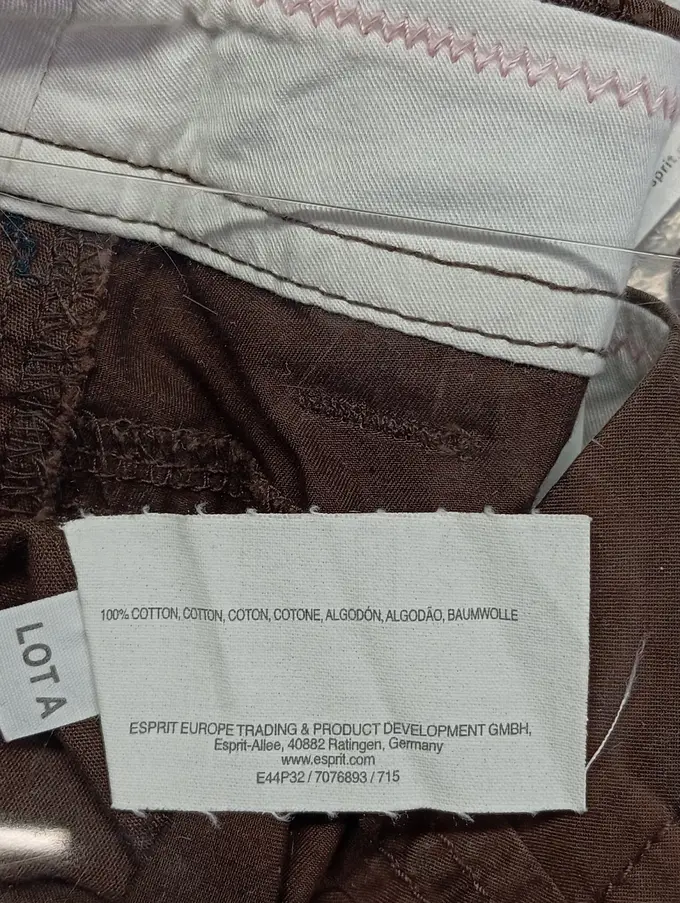 100% COTTON, COTTON, COTON, COTONE, ALGODÓN, ALGODÃO, BAUMWOLLE
LOT A
ESPRIT EUROPE TRADING & PRODUCT DEVELOPMENT GMBH,
Esprit-Allee, 40882 Ratingen, Germany
www.esprit.com
E44P32 / 7076893 / 715